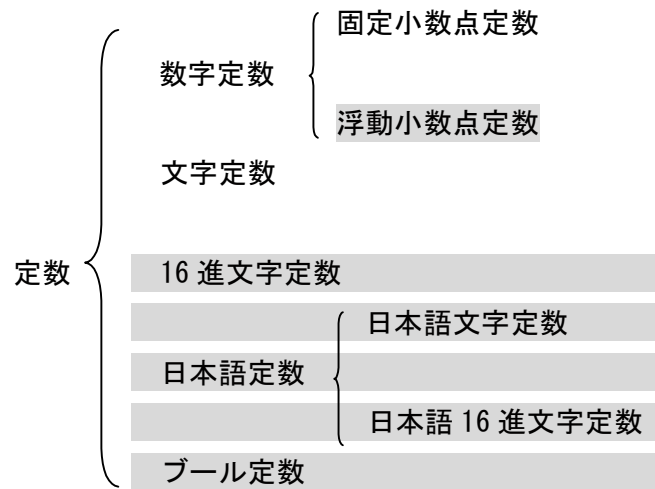 固定小数点定数
数字定数
浮動小数点定数
文字定数
定数
16 進文字定数
日本語文字定数
日本語定数
日本語 16 進文字定数
ブール定数